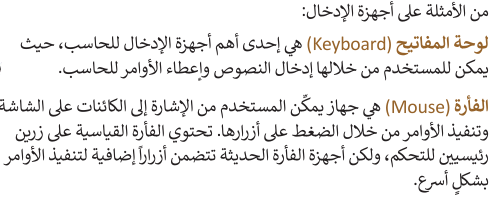 من الأمثلة على أجهزة الإدخال:
لوحة المفاتيح (Keyboard) هي إحدى أهم أجهزة الإدخال للحاسب، حيث
يمكن للمستخدم من خلالها إدخال النصوص وإعطاء الأوامر للحاسب.
الفأرة (Mouse) هي جهاز يمكّن المستخدم من الإشارة إلى الكائنات على الشاشة
وتنفيذ الأوامر من خلال الضغط على أزرارها. تحتوي الفأرة القياسية على زرين
رئيسيين للتحكم، ولكن أجهزة الفأرة الحديثة تتضمن أزراراً إضافية لتنفيذ الأوامر
بشكلٍ أسرع.